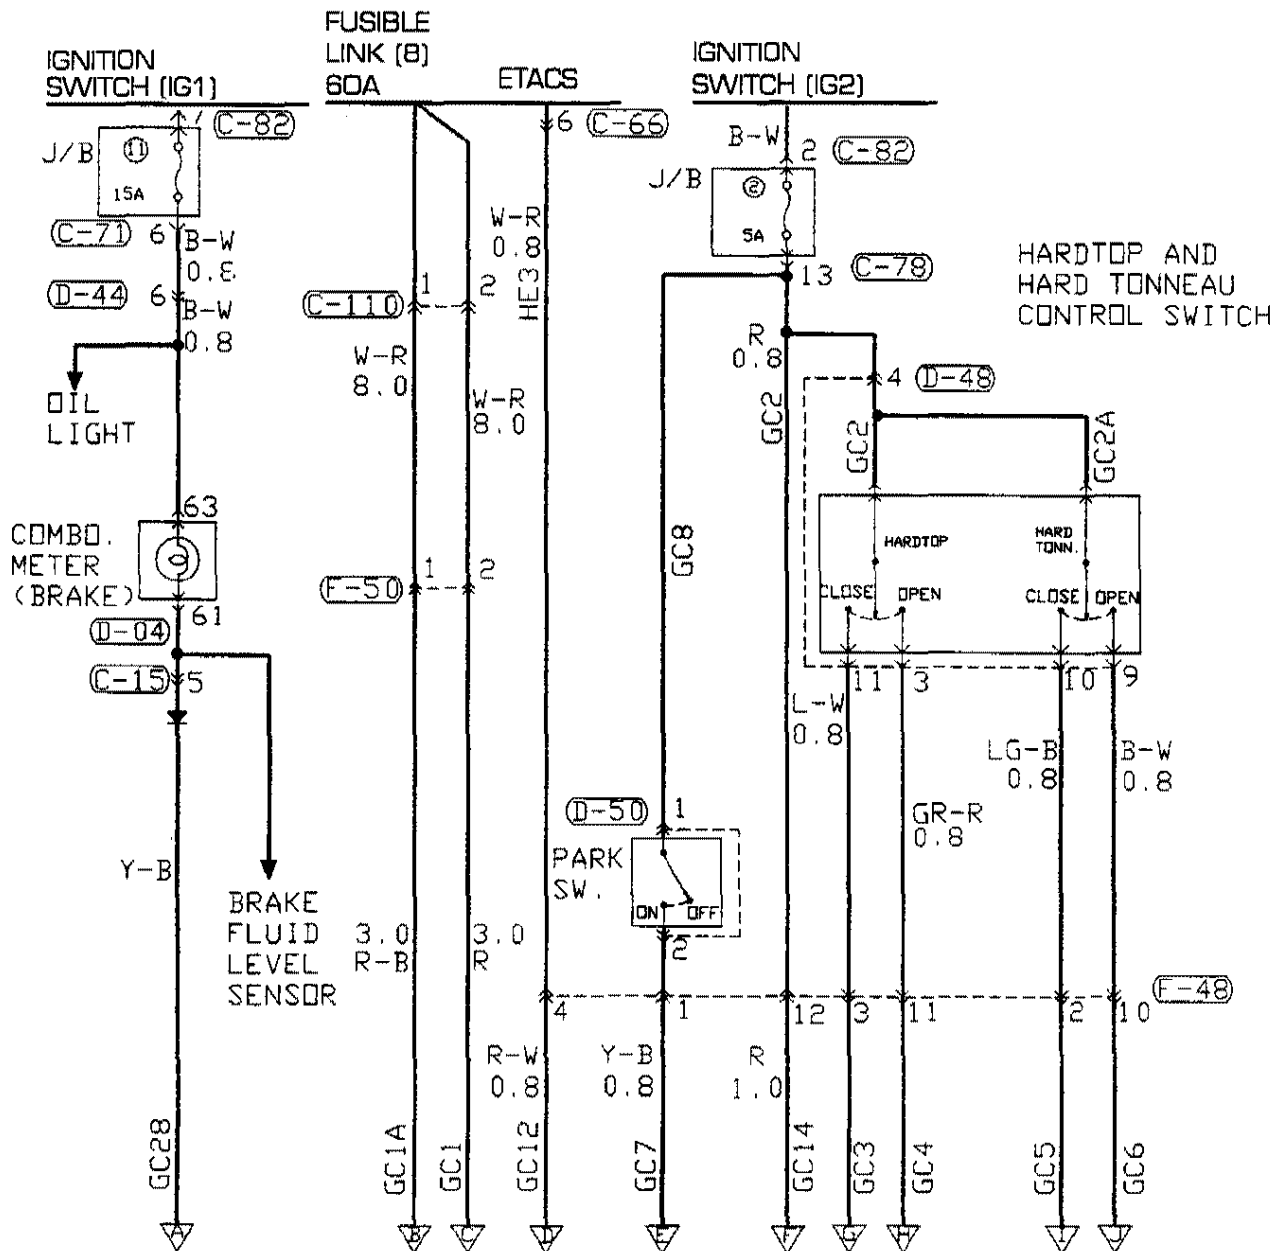 FUSIBLE
LINK (8)
60A
IGNITION
SWITCH (IG1)
ETACS
IGNITION
SWITCH (IG2)
C-82
6
C-66
B-W
2
C-82
J/B
11
15A
J/B
2
5A
C-71
6
B-W
0.8
W-R
0.8
HE3
13
C-78
HARDTOP AND
HARD TONNEAU
CONTROL SWITCH
D-44
6
B-W
0.8
C-110
1
2
W-R
8.0
W-R
8.0
R
0.8
GC2
4
D-48
OIL
LIGHT
GC2
GC2A
63
COMBO.
METER
(BRAKE)
61
D-04
C-15
5
F-50
1
2
GC8
HARDTOP
HARD
TONN.
CLOSE
OPEN
CLOSE
OPEN
11
3
10
9
L-W
0.8
LG-B
0.8
B-W
0.8
GR-R
0.8
D-50
1
PARK
SW.
ON
OFF
2
Y-B
BRAKE
FLUID
LEVEL
SENSOR
3.0
R-B
3.0
R
F-48
4
1
12
3
11
2
10
R-W
0.8
Y-B
0.8
R
1.0
GC28
GC1A
GC1
GC12
GC7
GC14
GC3
GC4
GC5
GC6
A
B
C
D
E
F
G
H
I
J